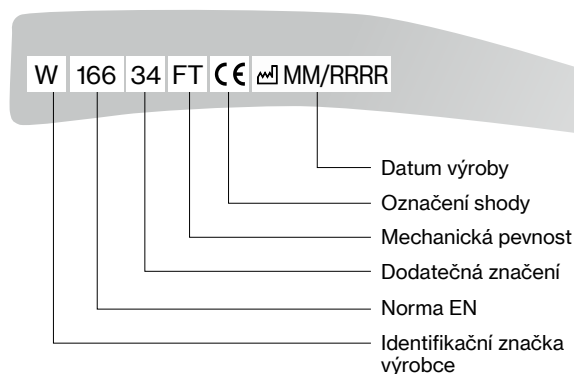 W 166 34 FT CE MM/RRRR
Datum výroby
Označení shody
Mechanická pevnost
Dodatečná značení
Norma EN
Identifikační značka
výrobce